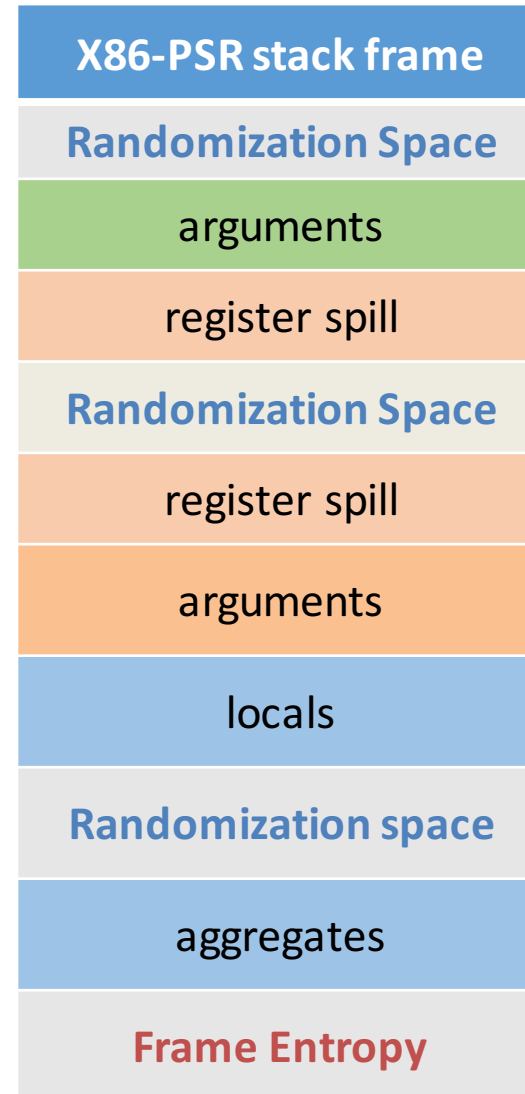 X86-PSR stack frame
Randomization Space
arguments
register spill
Randomization Space
register spill
arguments
locals
Randomization space
aggregates
Frame Entropy